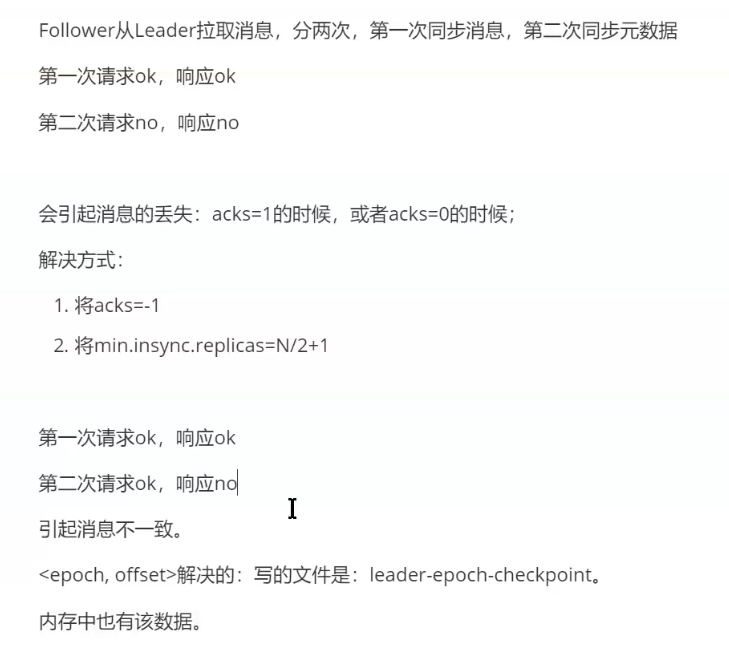 Follower从Leader拉取消息，分两次，第一次同步消息，第二次同步元数据
第一次请求ok，响应ok
第二次请求no，响应no
会引起消息的丢失：acks=1的时候，或者acks=0的时候；
解决方式：
1. 将acks=-1
2. 将min.insync.replicas=N/2+1
第一次请求ok，响应ok
第二次请求ok，响应no
引起消息不一致。
<epoch, offset>解决的：写的文件是：leader-epoch-checkpoint。
内存中也有该数据。